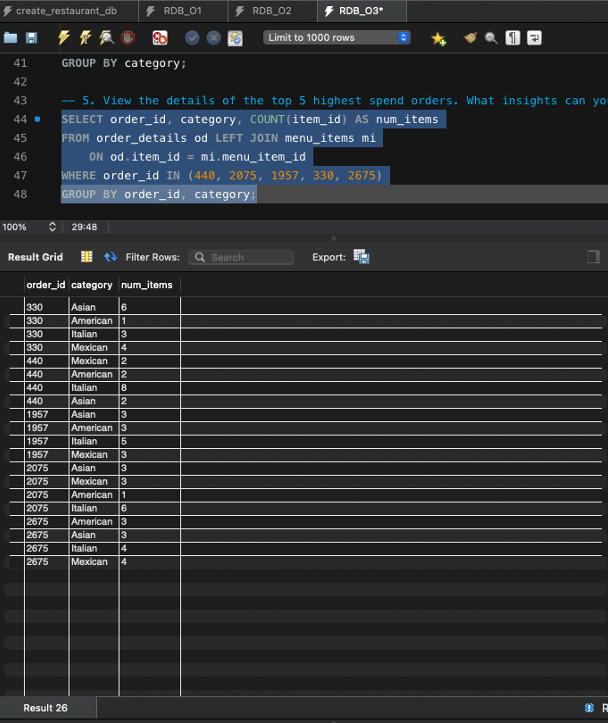 create_restaurant_db RDB_O1 RDB_O2 RDB_O3*
Limit to 1000 rows
41 GROUP BY category;
42
43 -- 5. View the details of the top 5 highest spend orders. What insights can yo
44 SELECT order_id, category, COUNT(item_id) AS num_items
45 FROM order_details od LEFT JOIN menu_items mi
46 ON od.item_id = mi.menu_item_id
47 WHERE order_id IN (440, 2075, 1957, 330, 2675)
48 GROUP BY order_id, category;
100% 29:48
Result Grid Filter Rows: Search Export:
order_id category num_items
330 Asian 6
330 American 1
330 Italian 3
330 Mexican 4
440 Mexican 2
440 American 2
440 Italian 8
440 Asian 2
1957 Asian 3
1957 American 3
1957 Italian 5
1957 Mexican 3
2075 Asian 3
2075 Mexican 3
2075 American 1
2075 Italian 6
2675 American 3
2675 Asian 3
2675 Italian 4
2675 Mexican 4
Result 26 R